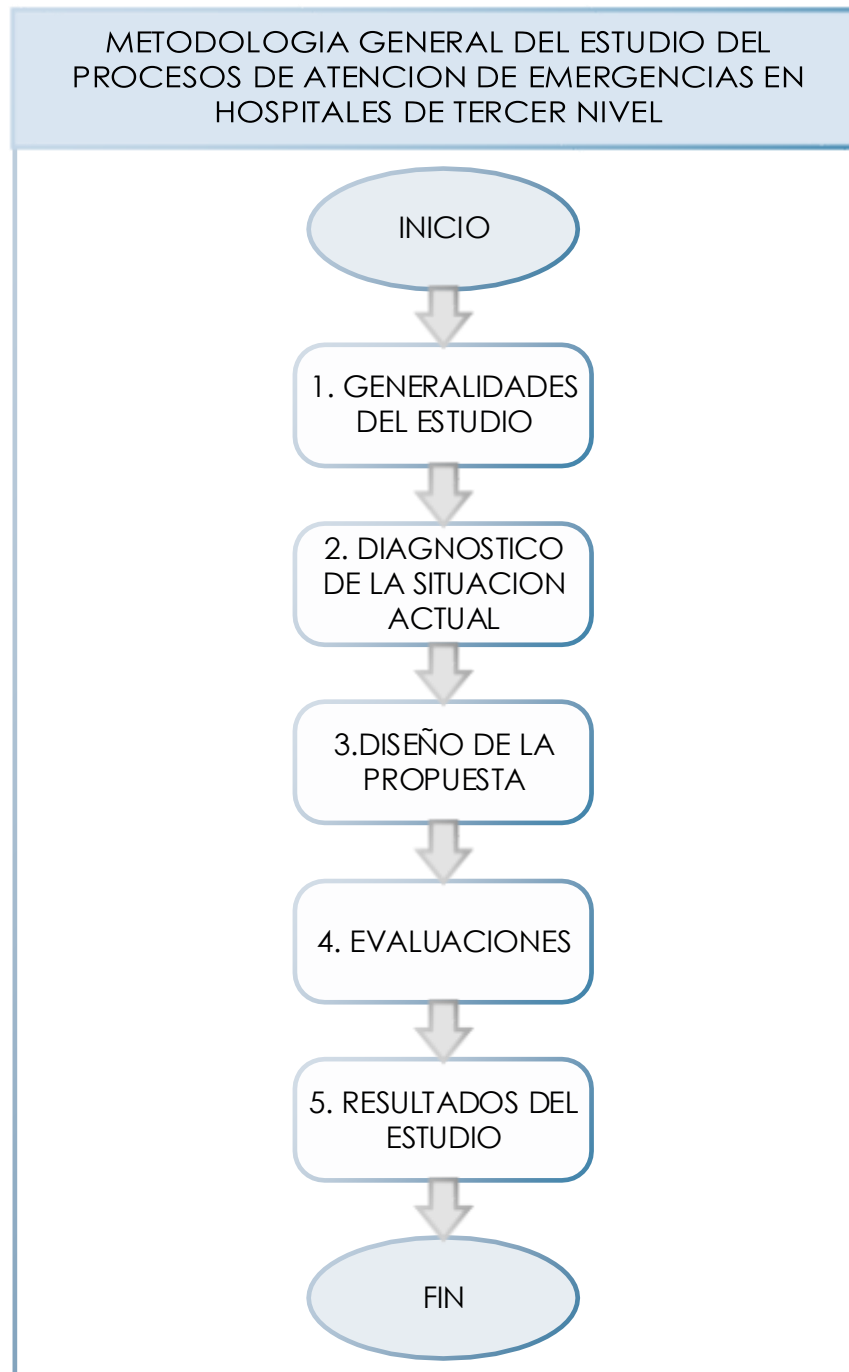 METODOLOGIA GENERAL DEL ESTUDIO DEL
PROCESOS DE ATENCION DE EMERGENCIAS EN
HOSPITALES DE TERCER NIVEL
INICIO
1. GENERALIDADES
DEL ESTUDIO
2. DIAGNOSTICO
DE LA SITUACION
ACTUAL
3.DISEÑO DE LA
PROPUESTA
4. EVALUACIONES
5. RESULTADOS DEL
ESTUDIO
FIN